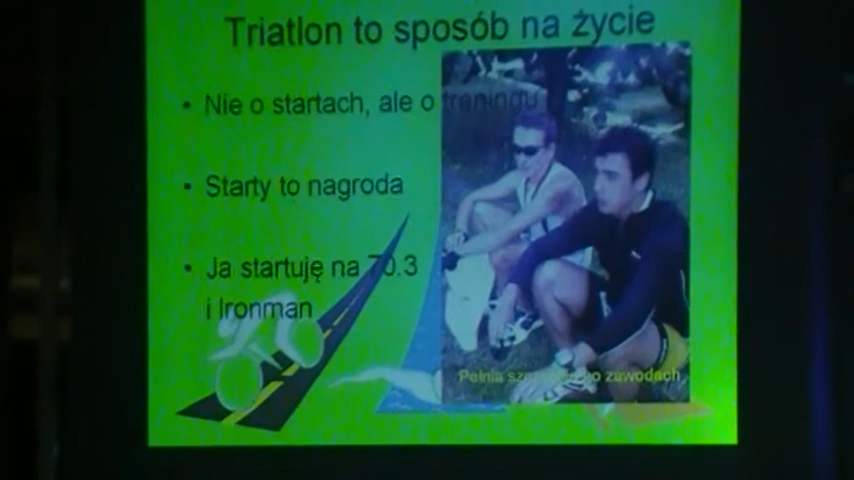 Triatlon to sposób na życie
• Nie o startach, ale o treningu
• Starty to nagroda
• Ja startuję na 70.3
i Ironman
Pełnia zawodach